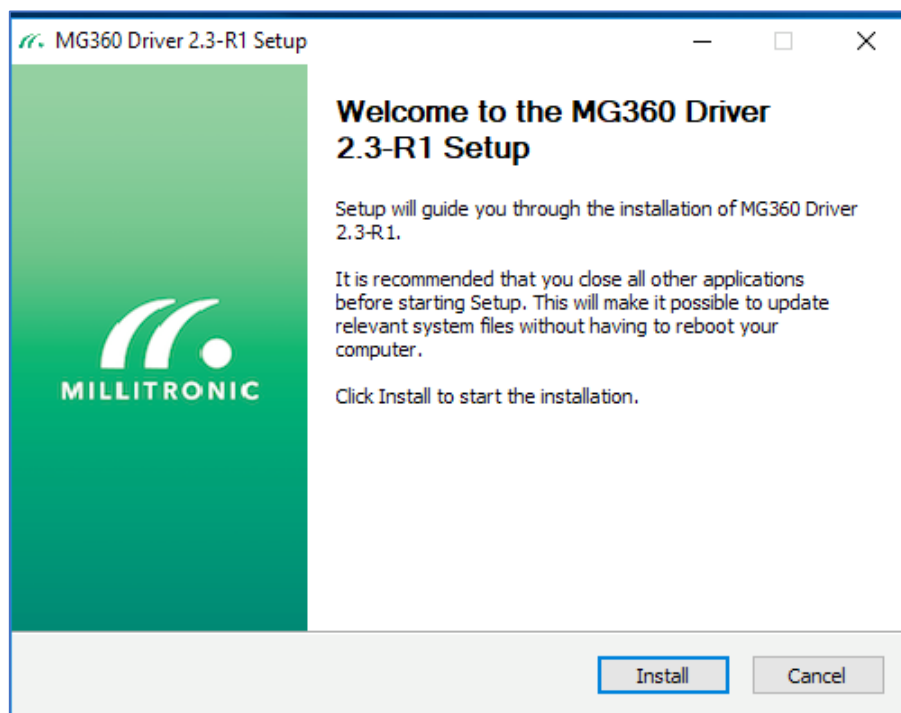 MG360 Driver 2.3-R1 Setup
Welcome to the MG360 Driver
2.3-R1 Setup
Setup will guide you through the installation of MG360 Driver
2.3-R1.
It is recommended that you close all other applications
before starting Setup. This will make it possible to update
relevant system files without having to reboot your
computer.
Click Install to start the installation.
MILLITRONIC
Install
Cancel